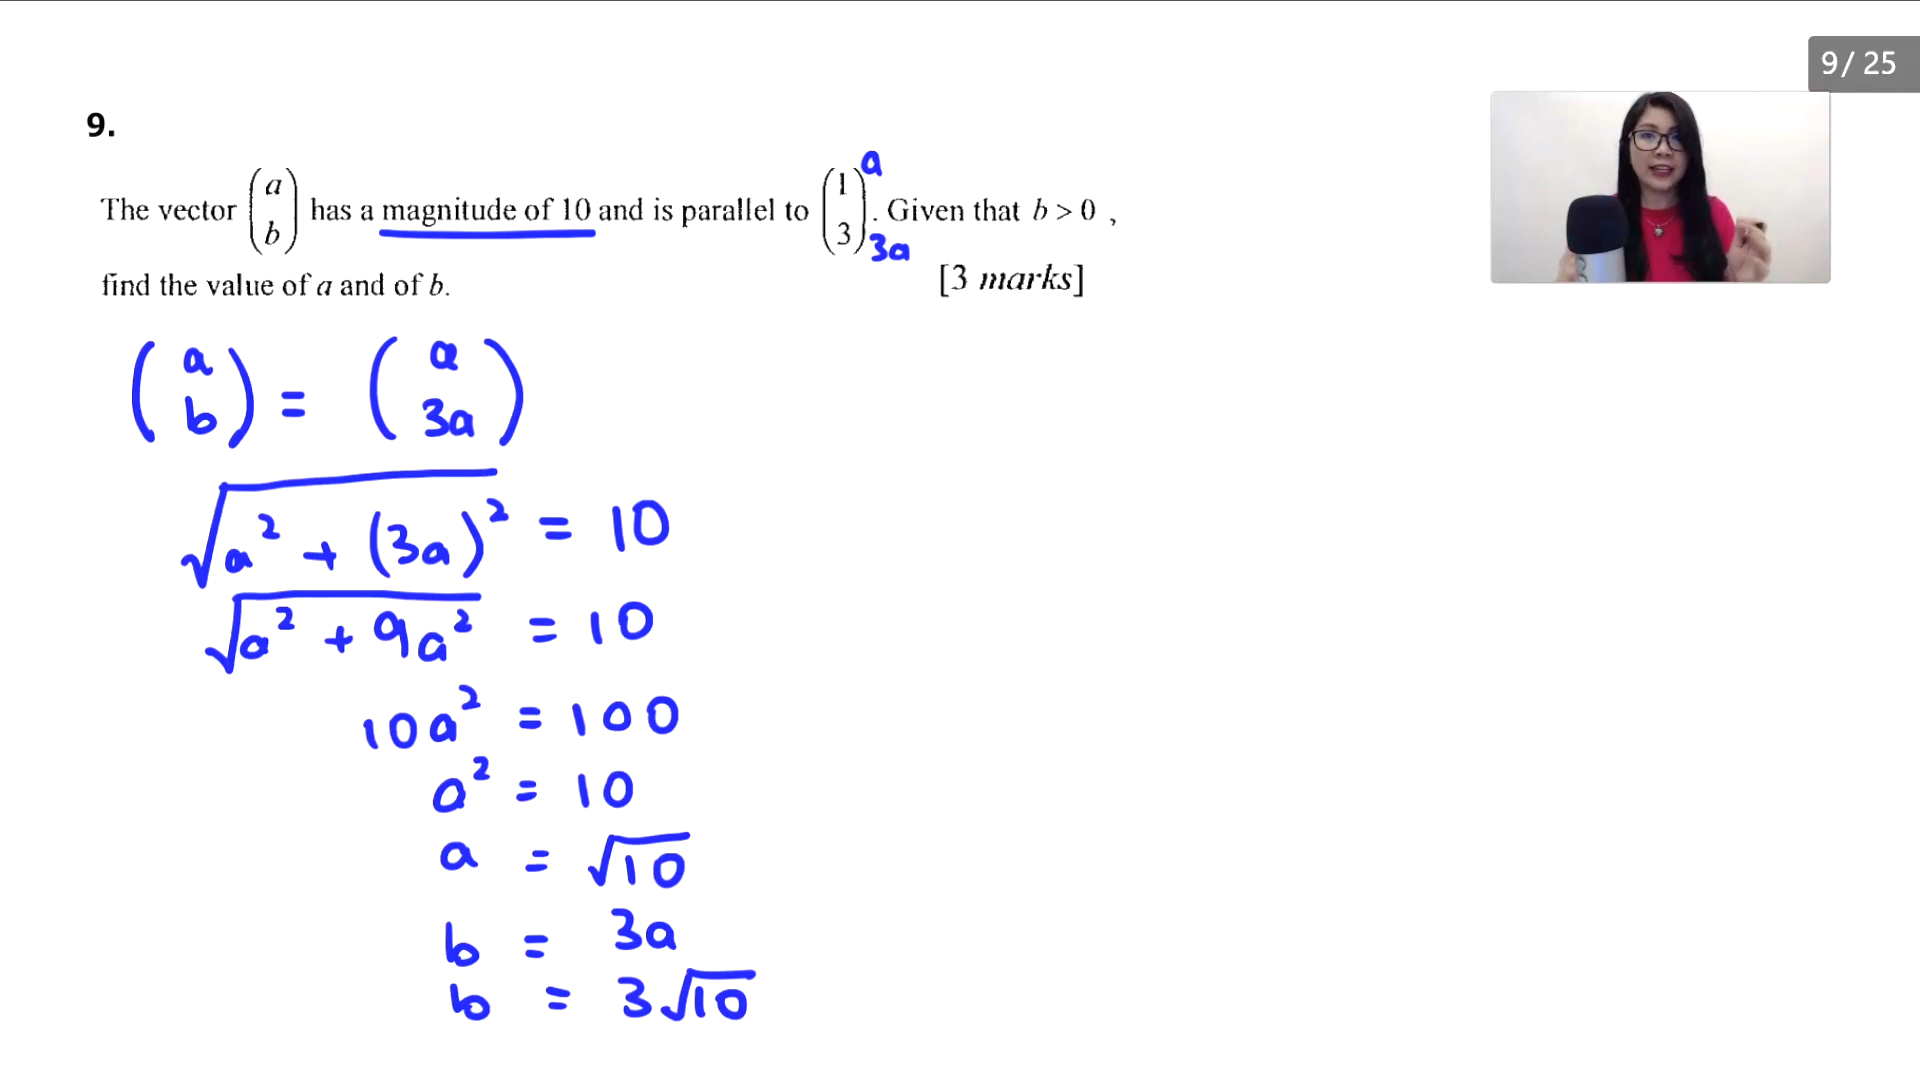 9/ 25
9.
The vector (a b) has a magnitude of 10 and is parallel to (1 3) a 3a. Given that b > 0 ,
find the value of a and of b.
[3 marks]
(a b) = (a 3a)
√(a² + (3a)²) = 10
√(a² + 9a²) = 10
10a² = 100
a² = 10
a = √10
b = 3a
b = 3√10